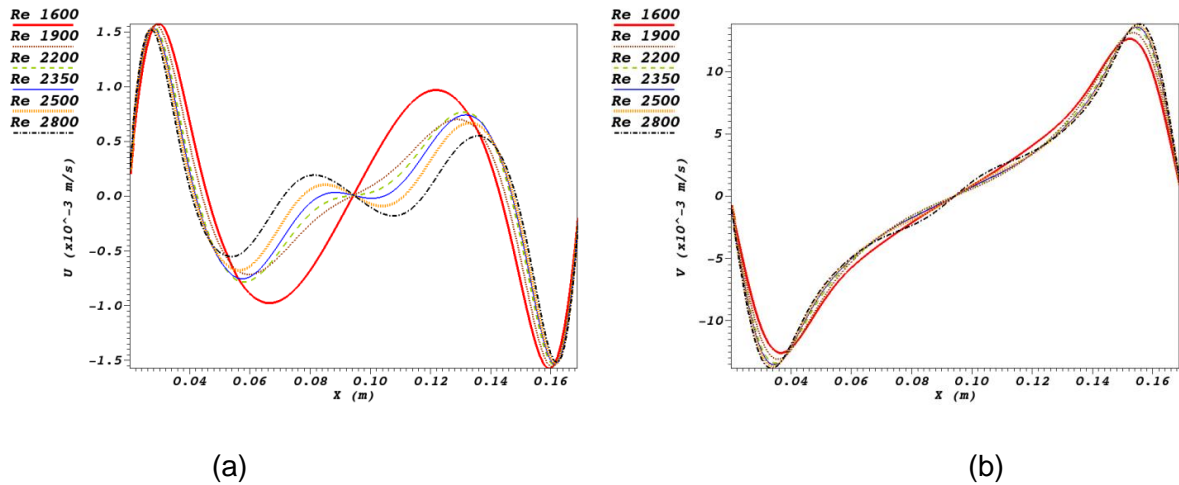 Re 1600
Re 1900
Re 2200
Re 2350
Re 2500
Re 2800
1.5
1.0
0.5
0.0
-0.5
-1.0
-1.5
U (x10^-3 m/s)
0.04 0.06 0.08 0.10 0.12 0.14 0.16
X (m)
(a)
Re 1600
Re 1900
Re 2200
Re 2350
Re 2500
Re 2800
10
5
0
-5
-10
V (x10^-3 m/s)
0.04 0.06 0.08 0.10 0.12 0.14 0.16
X (m)
(b)